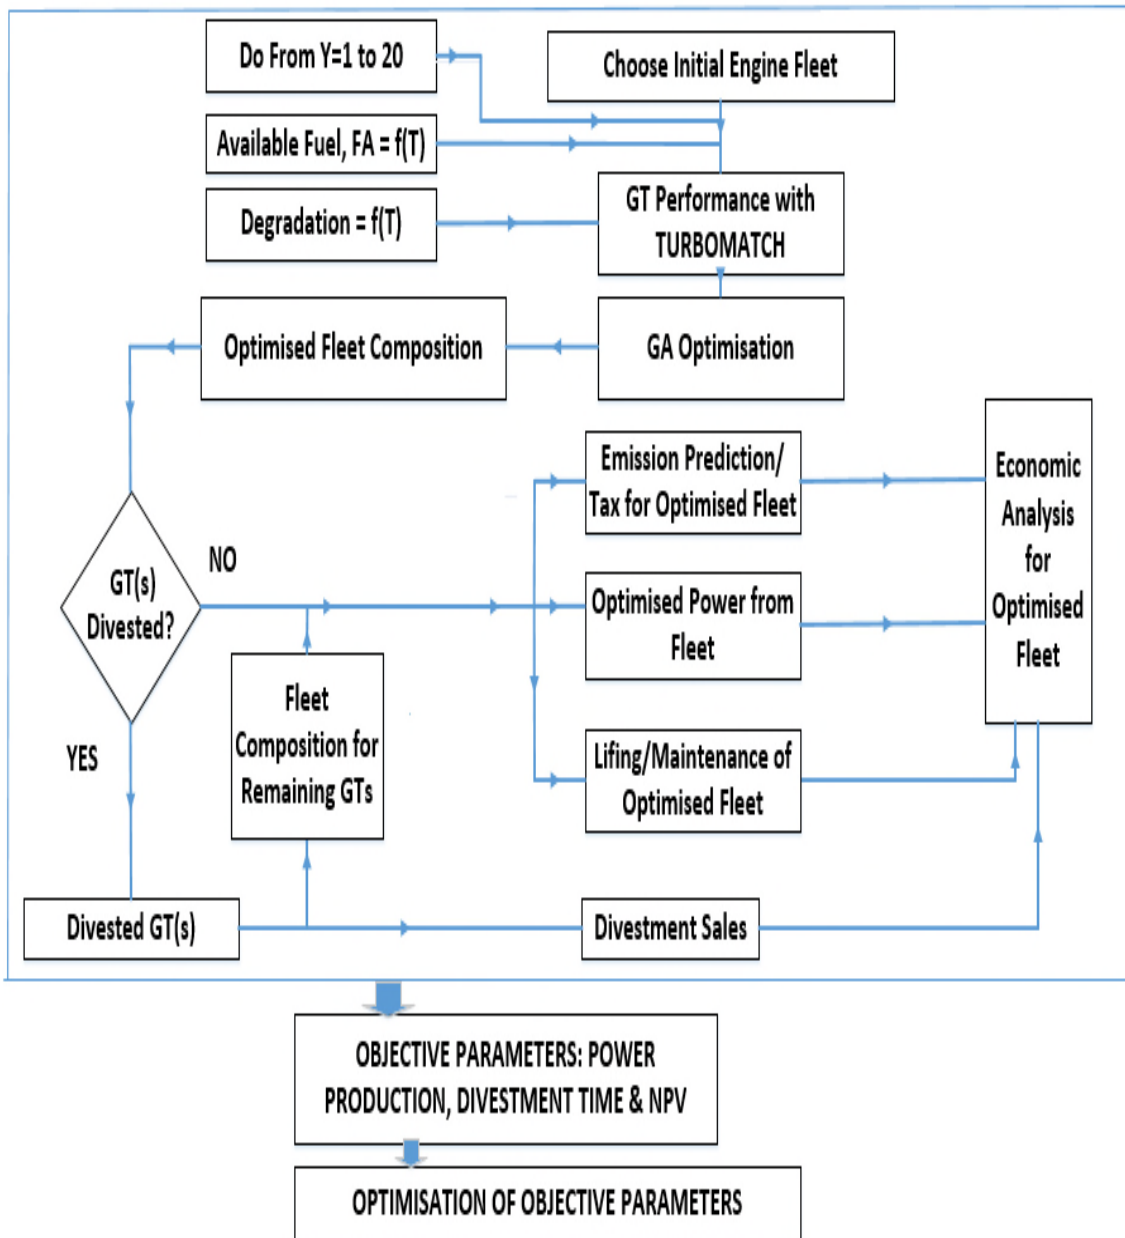 Do From Y=1 to 20
Choose Initial Engine Fleet
Available Fuel, FA = f(T)
Degradation = f(T)
GT Performance with
TURBOMATCH
Optimised Fleet Composition
GA Optimisation
Emission Prediction/
Tax for Optimised Fleet
Economic
Analysis
for
Optimised
Fleet
NO
GT(s)
Divested?
Optimised Power from
Fleet
Fleet
Composition for
Remaining GTs
YES
Lifing/Maintenance of
Optimised Fleet
Divested GT(s)
Divestment Sales
OBJECTIVE PARAMETERS: POWER
PRODUCTION, DIVESTMENT TIME & NPV
OPTIMISATION OF OBJECTIVE PARAMETERS